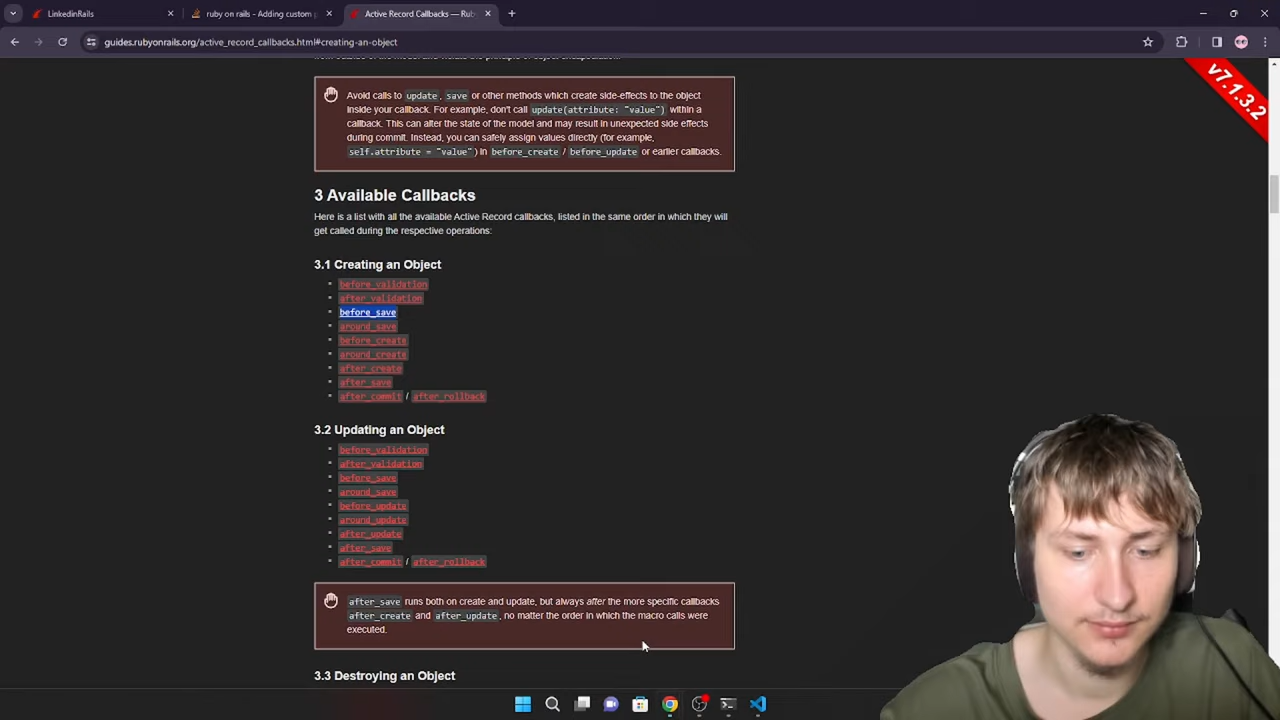 LinkedinRails
ruby on rails - Adding custom p
Active Record Callbacks — Ruby
guides.rubyonrails.org/active_record_callbacks.html#creating-an-object
v7.1.3.2
Avoid calls to update, save or other methods which create side-effects to the object
inside your callback. For example, don't call update(attribute: "value") within a
callback. This can alter the state of the model and may result in unexpected side effects
during commit. Instead, you can safely assign values directly (for example,
self.attribute = "value") in before_create / before_update or earlier callbacks.
3 Available Callbacks
Here is a list with all the available Active Record callbacks, listed in the same order in which they will
get called during the respective operations:
3.1 Creating an Object
before_validation
after_validation
before_save
around_save
before_create
around_create
after_create
after_save
after_commit / after_rollback
3.2 Updating an Object
before_validation
after_validation
before_save
around_save
before_update
around_update
after_update
after_save
after_commit / after_rollback
after_save runs both on create and update, but always after the more specific callbacks
after_create and after_update, no matter the order in which the macro calls were
executed.
3.3 Destroying an Object